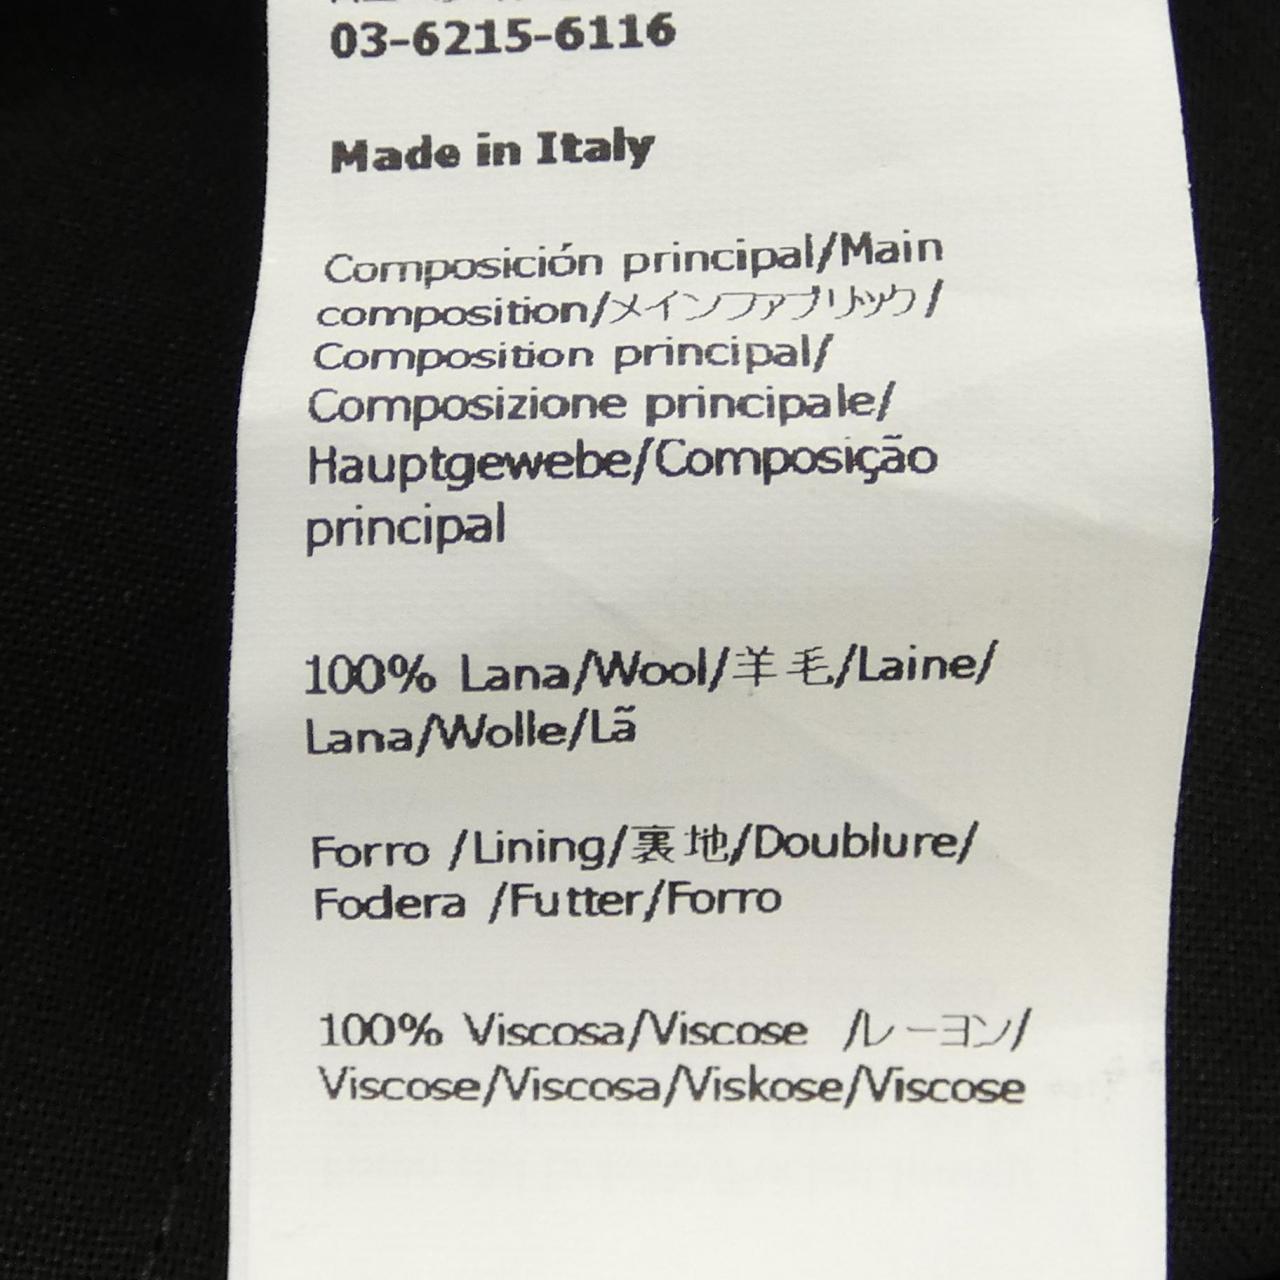 03-6215-6116
Made in Italy
Composición principal/Main
composition/メインファブリック/
Composition principal/
Composizione principale/
Hauptgewebe/Composição
principal
100% Lana/Wool/羊毛/Laine/
Lana/Wolle/Lã
Forro /Lining/裏地/Doublure/
Fodera /Futter/Forro
100% Viscosa/Viscose /レーヨン/
Viscose/Viscosa/Viskose/Viscose